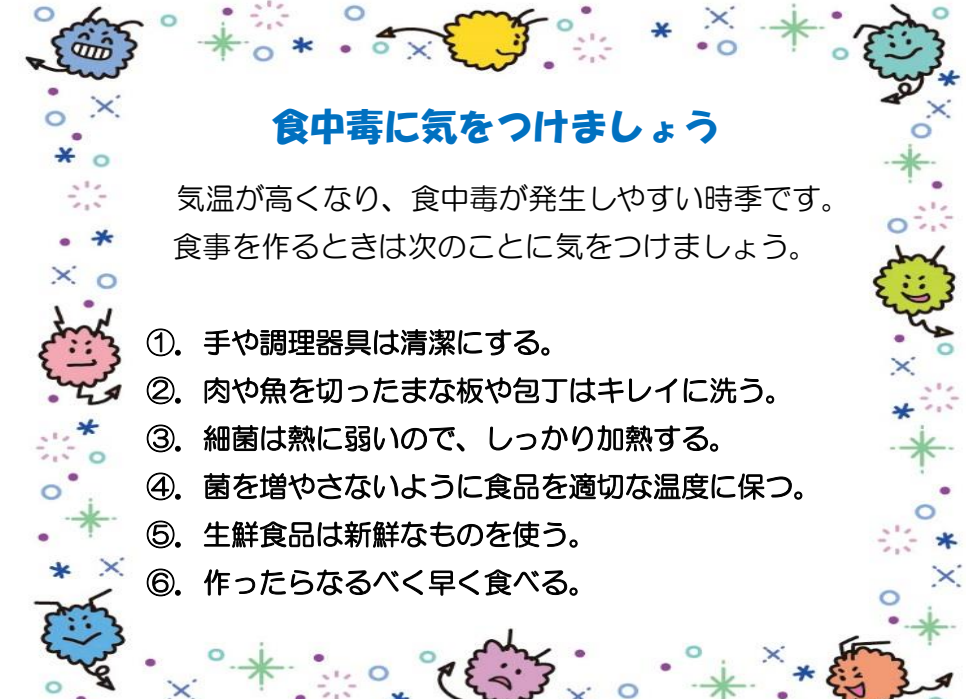 食中毒に気をつけましょう
気温が高くなり、食中毒が発生しやすい時季です。
食事を作るときは次のことに気をつけましょう。
①．手や調理器具は清潔にする。
②．肉や魚を切ったまな板や包丁はキレイに洗う。
③．細菌は熱に弱いので、しっかり加熱する。
④．菌を増やさないように食品を適切な温度に保つ。
⑤．生鮮食品は新鮮なものを使う。
⑥．作ったらなるべく早く食べる。